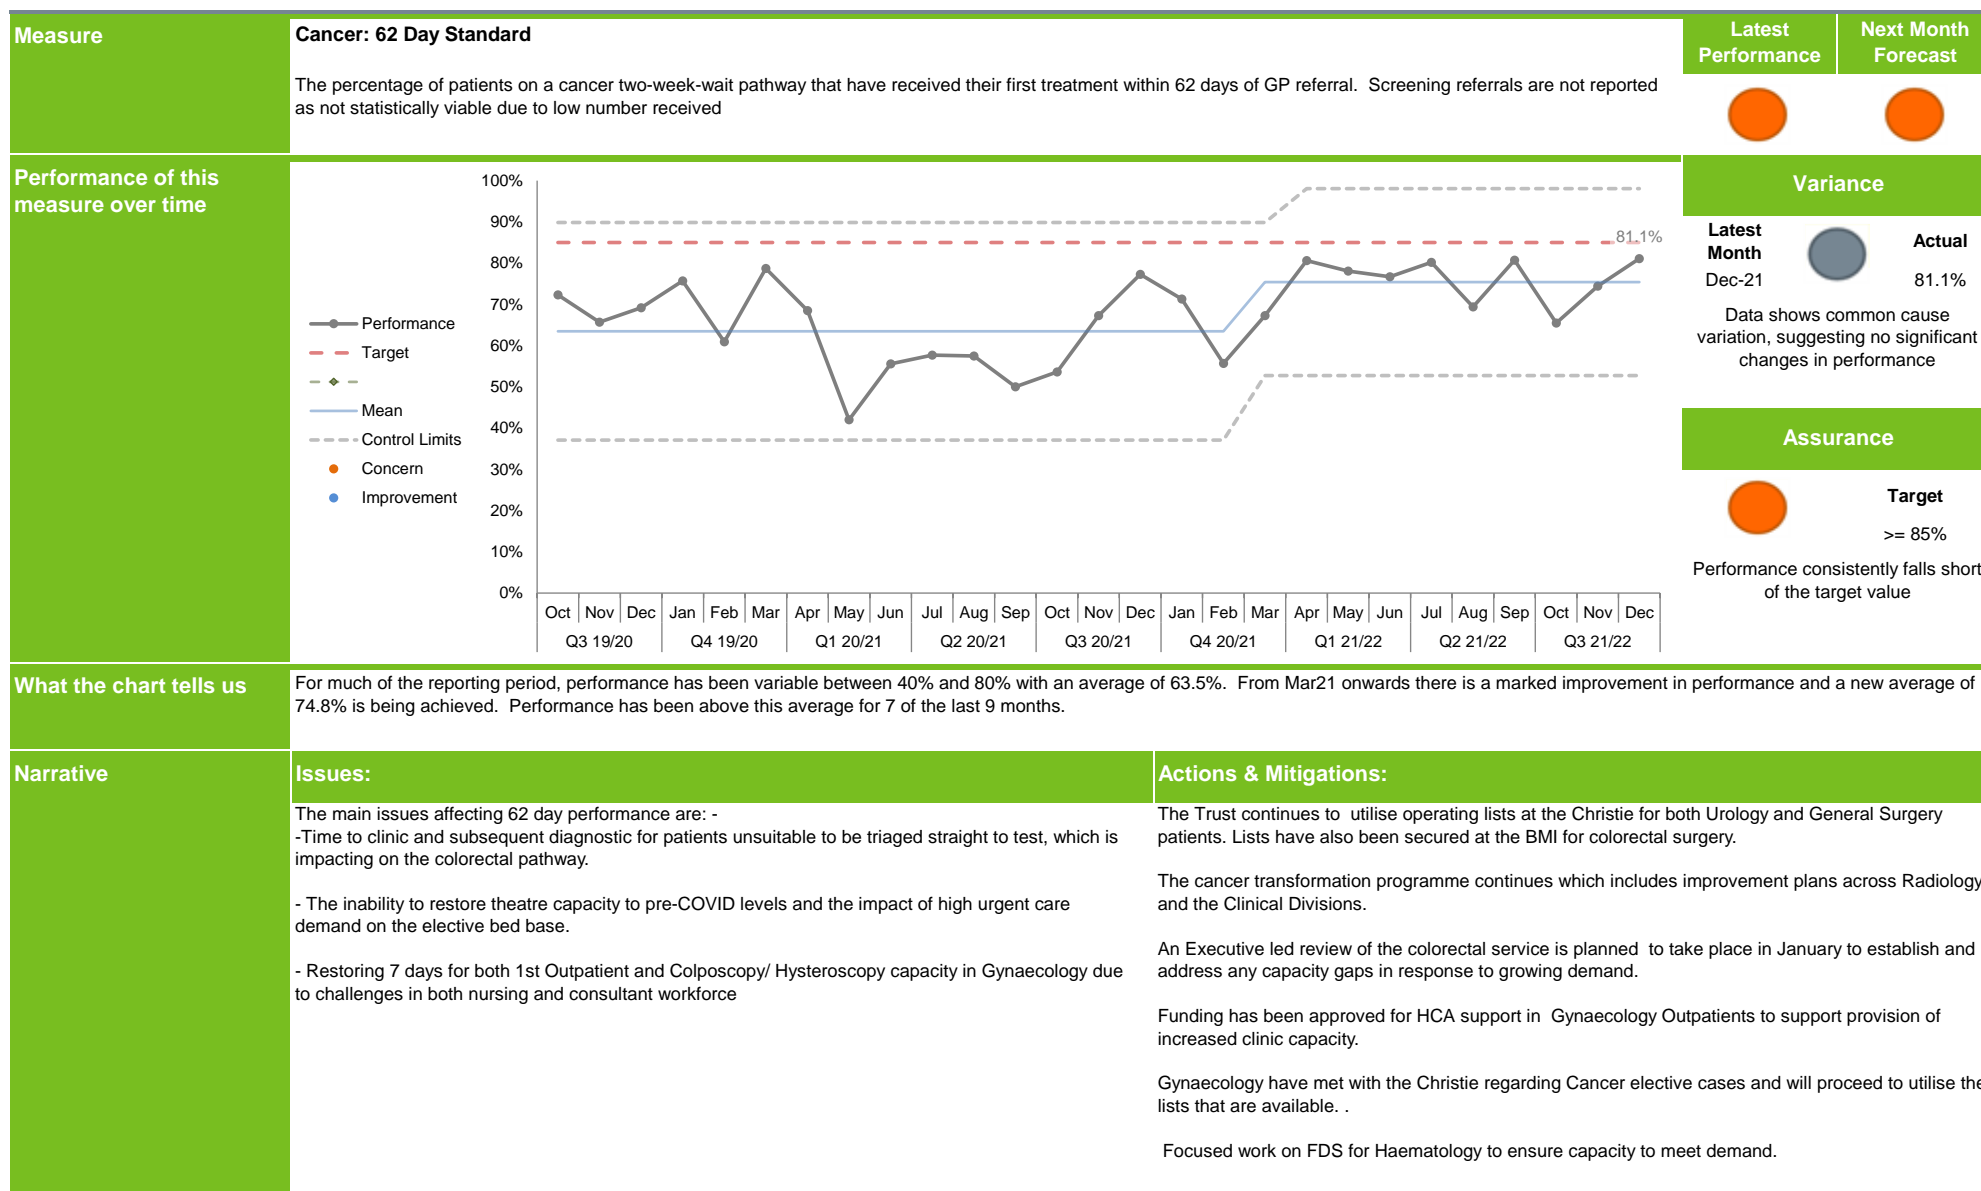 Measure
Cancer: 62 Day Standard
The percentage of patients on a cancer two-week-wait pathway that have received their first treatment within 62 days of GP referral.  Screening referrals are not reported
as not statistically viable due to low number received
Latest
Performance
Next Month
Forecast
Performance of this
measure over time
100%
90%
80%
70%
60%
50%
40%
30%
20%
10%
0%
Performance
Target
Mean
Control Limits
Concern
Improvement
81.1%
Oct Nov Dec Jan Feb Mar Apr May Jun Jul Aug Sep Oct Nov Dec Jan Feb Mar Apr May Jun Jul Aug Sep Oct Nov Dec
Q3 19/20 Q4 19/20 Q1 20/21 Q2 20/21 Q3 20/21 Q4 20/21 Q1 21/22 Q2 21/22 Q3 21/22
Variance
Latest
Month
Actual
Dec-21
81.1%
Data shows common cause
variation, suggesting no significant
changes in performance
Assurance
Target
>= 85%
Performance consistently falls short
of the target value
What the chart tells us
For much of the reporting period, performance has been variable between 40% and 80% with an average of 63.5%.  From Mar21 onwards there is a marked improvement in performance and a new average of
74.8% is being achieved.  Performance has been above this average for 7 of the last 9 months.
Narrative
Issues:
The main issues affecting 62 day performance are: -
-Time to clinic and subsequent diagnostic for patients unsuitable to be triaged straight to test, which is
impacting on the colorectal pathway.
- The inability to restore theatre capacity to pre-COVID levels and the impact of high urgent care
demand on the elective bed base.
- Restoring 7 days for both 1st Outpatient and Colposcopy/ Hysteroscopy capacity in Gynaecology due
to challenges in both nursing and consultant workforce
Actions & Mitigations:
The Trust continues to  utilise operating lists at the Christie for both Urology and General Surgery
patients. Lists have also been secured at the BMI for colorectal surgery.
The cancer transformation programme continues which includes improvement plans across Radiology
and the Clinical Divisions.
An Executive led review of the colorectal service is planned  to take place in January to establish and
address any capacity gaps in response to growing demand.
Funding has been approved for HCA support in  Gynaecology Outpatients to support provision of
increased clinic capacity.
Gynaecology have met with the Christie regarding Cancer elective cases and will proceed to utilise the
lists that are available. .
Focused work on FDS for Haematology to ensure capacity to meet demand.